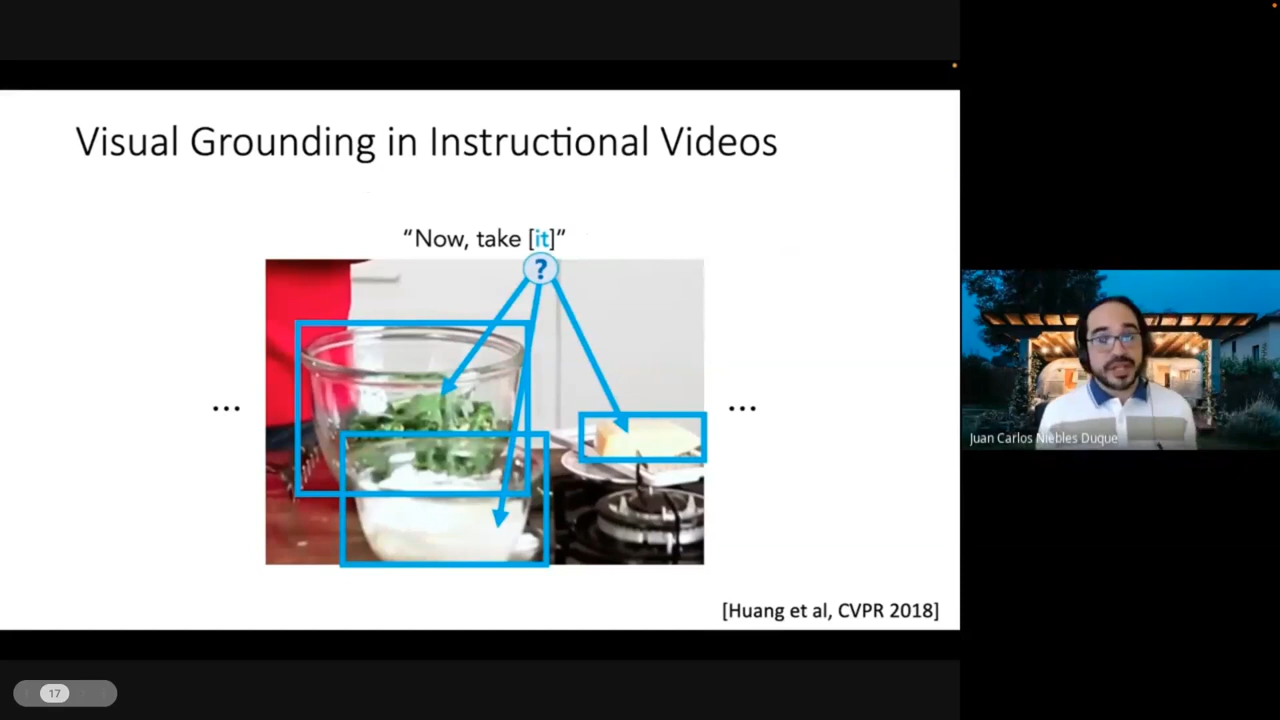 Visual Grounding in Instructional Videos
“Now, take [it]”
?
...
...
[Huang et al, CVPR 2018]
Juan Carlos Niebles Duque
17